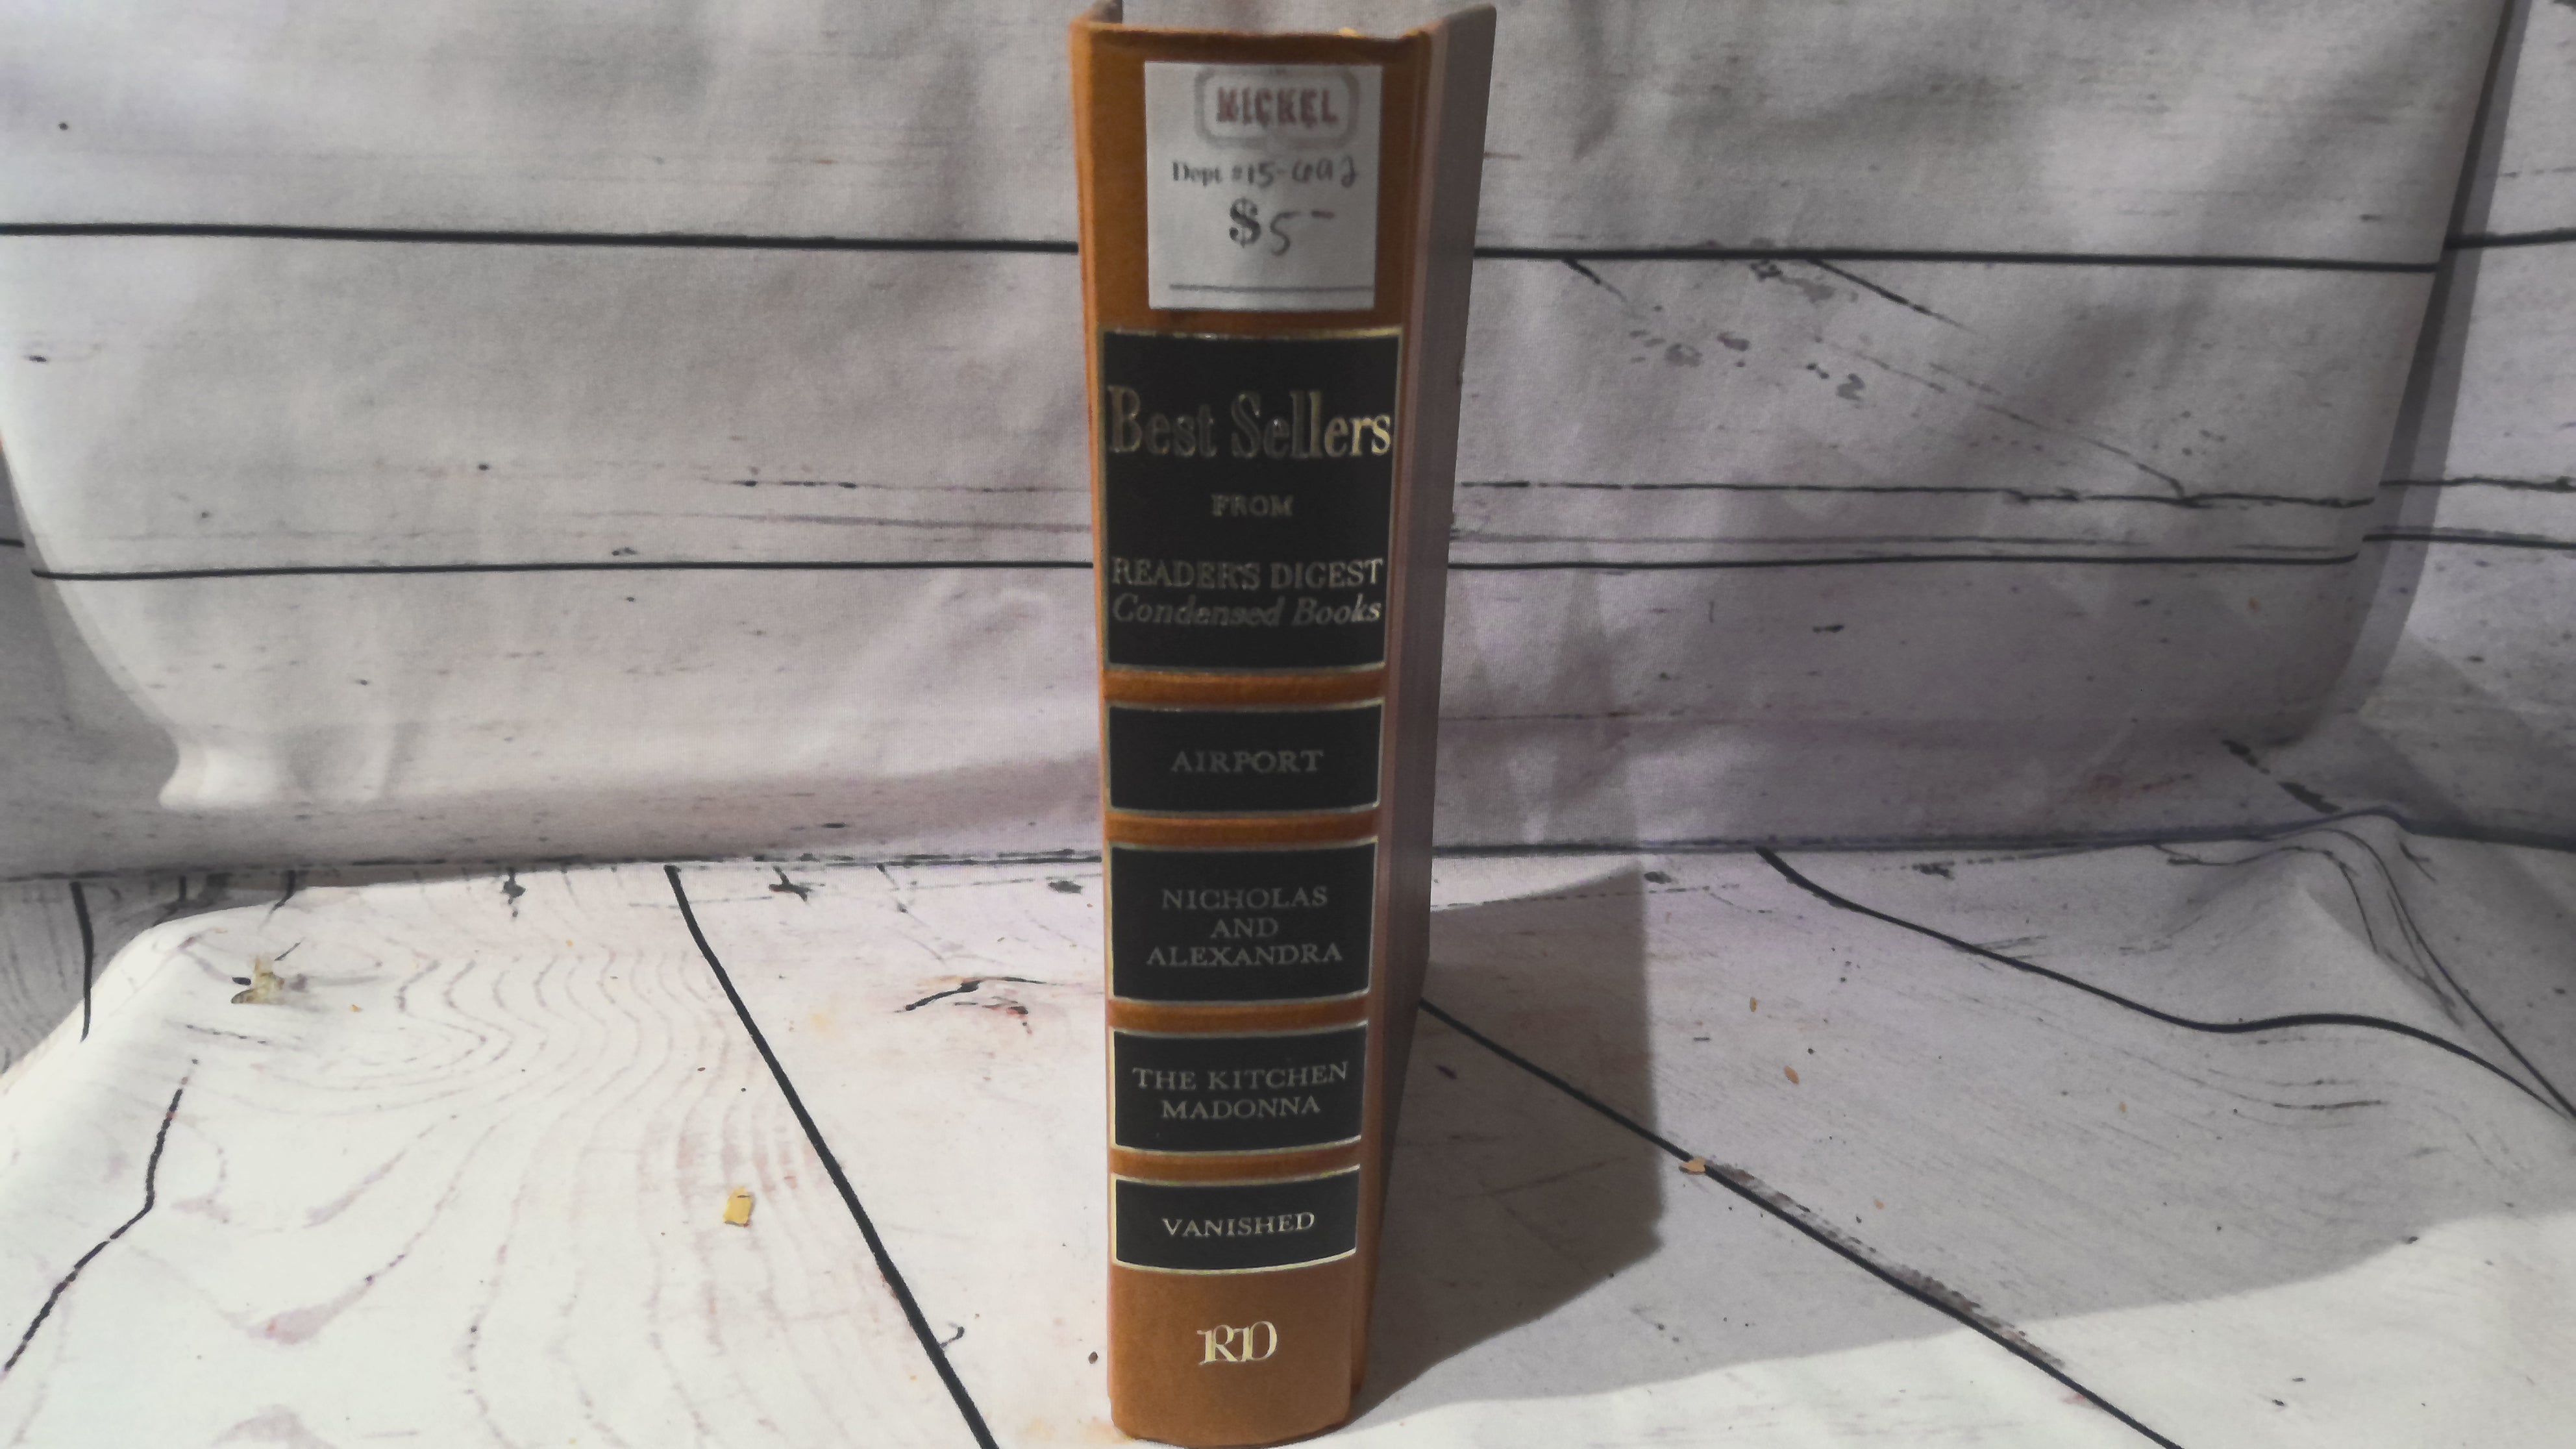 NICKEL
Dept #15-6092
$5-
Best Sellers
FROM
READER'S DIGEST
Condensed Books
AIRPORT
NICHOLAS
AND
ALEXANDRA
THE KITCHEN
MADONNA
VANISHED
RD